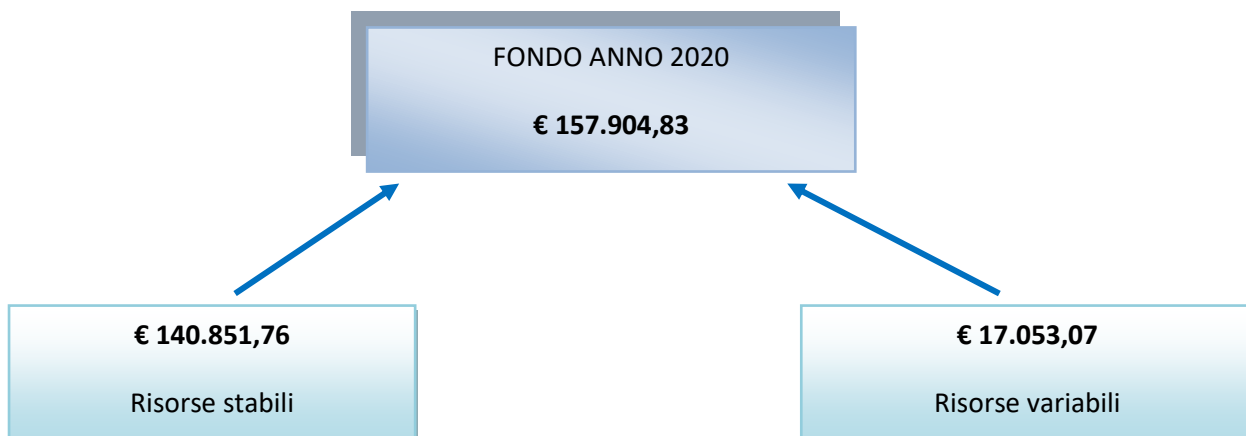 FONDO ANNO 2020
€ 157.904,83
€ 140.851,76
Risorse stabili
€ 17.053,07
Risorse variabili